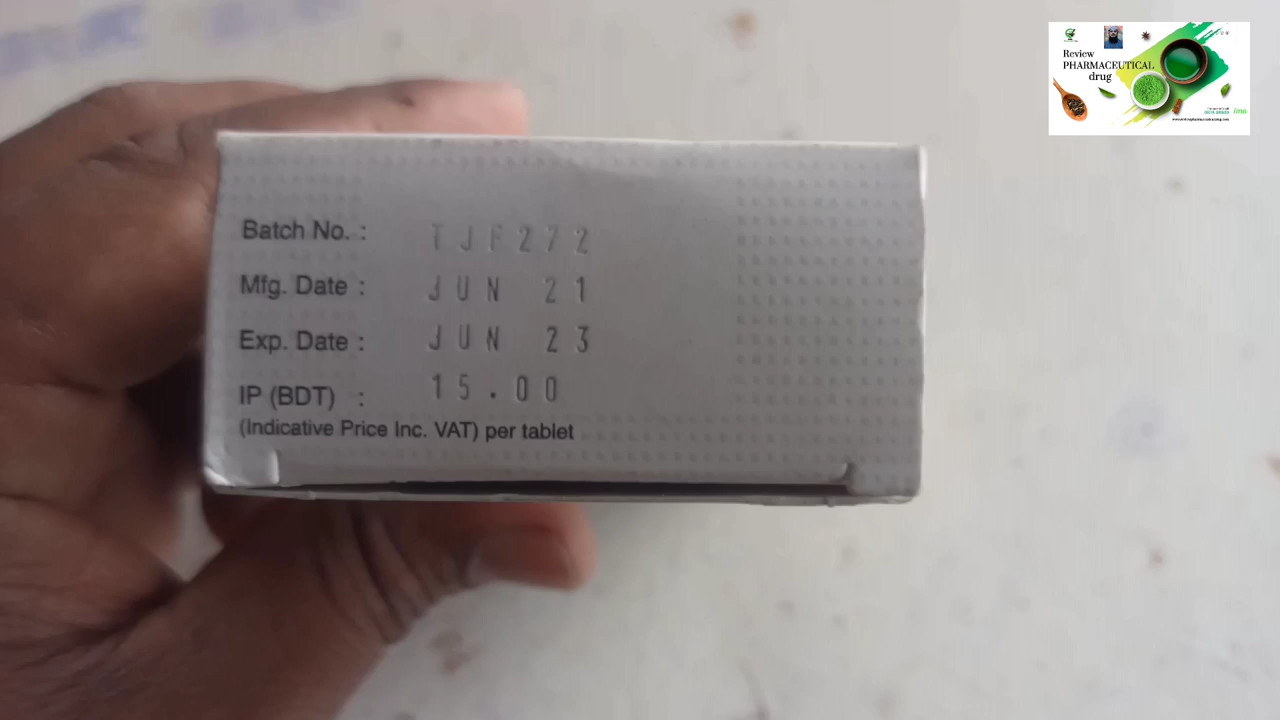 Review
PHARMACEUTICAL
drug
Batch No. : TJF272
Mfg. Date : JUN 21
Exp. Date : JUN 23
IP (BDT) : 15.00
(Indicative Price Inc. VAT) per tablet